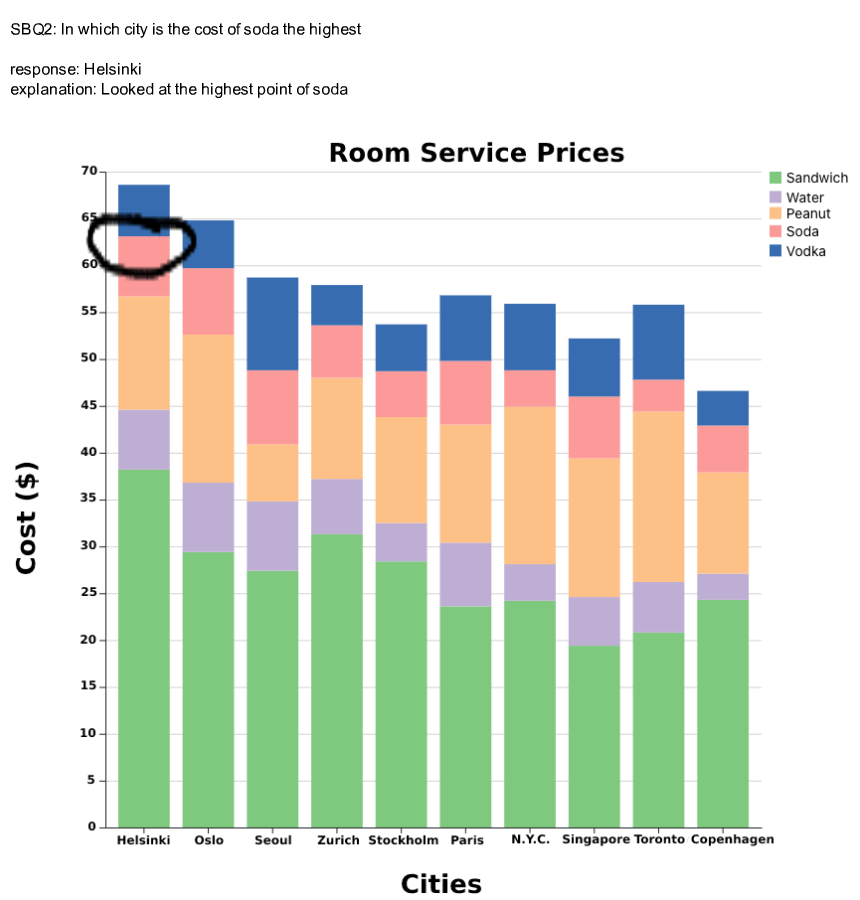 SBQ2: In which city is the cost of soda the highest
response: Helsinki
explanation: Looked at the highest point of soda
Room Service Prices
70
65
60
55
50
45
40
35
30
25
20
15
10
5
0
Cost ($)
Sandwich
Water
Peanut
Soda
Vodka
Helsinki Oslo Seoul Zurich Stockholm Paris N.Y.C. Singapore Toronto Copenhagen
Cities